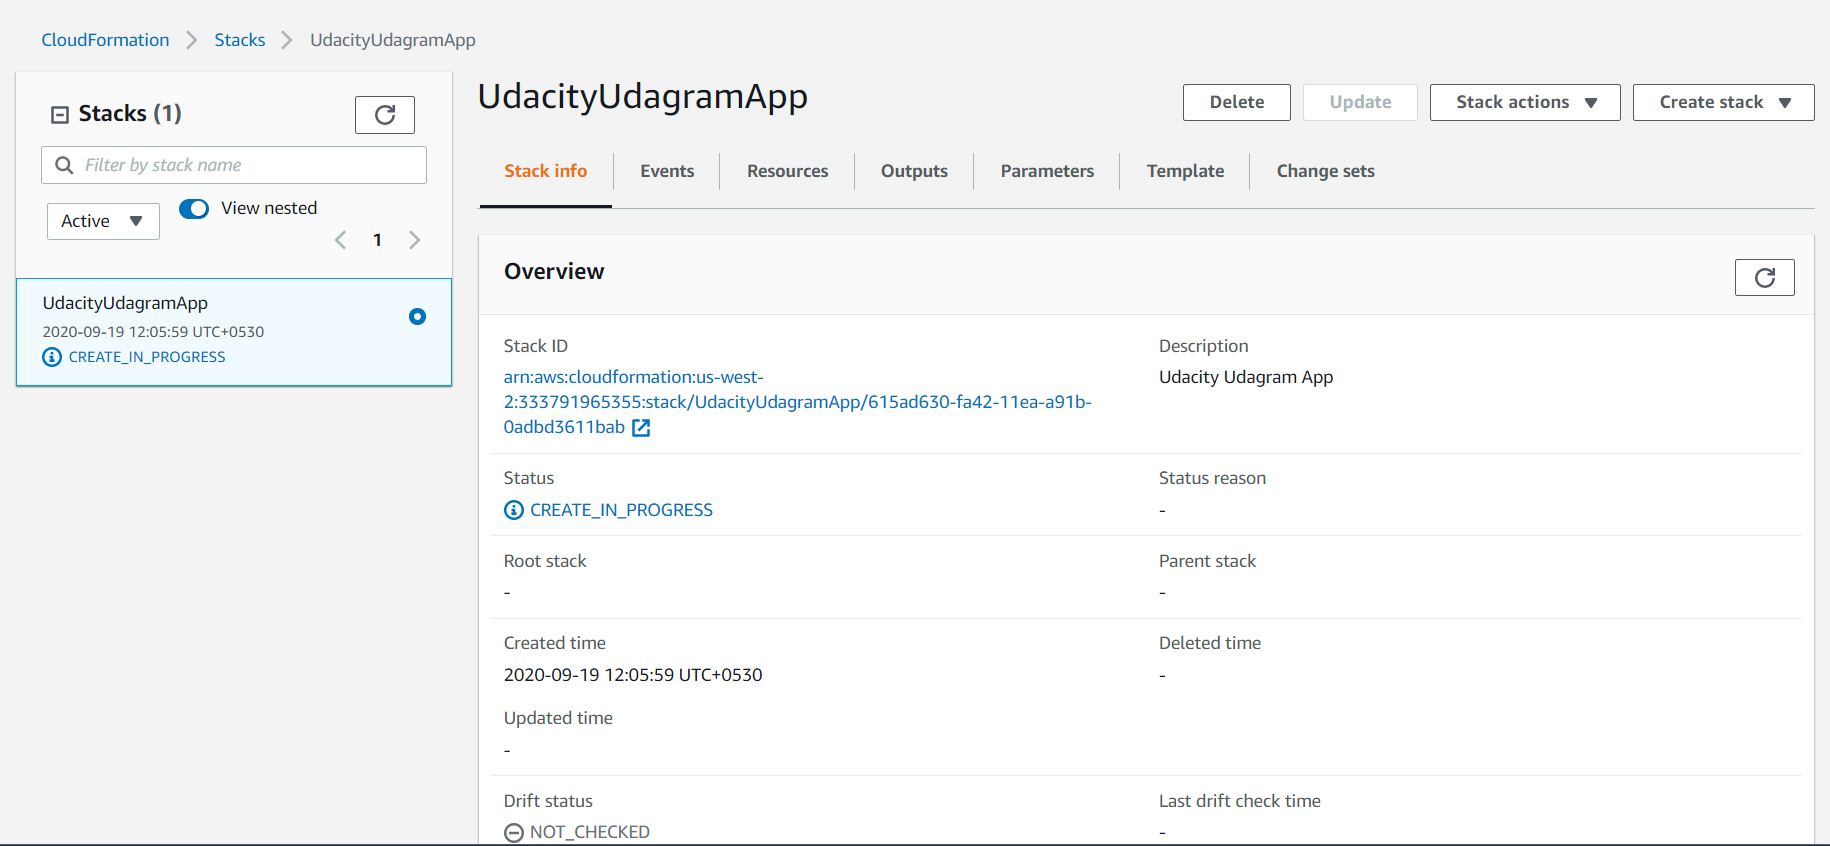 CloudFormation Stacks UdacityUdagramApp
Stacks (1)
Filter by stack name
Active View nested
1
UdacityUdagramApp
2020-09-19 12:05:59 UTC+0530
CREATE_IN_PROGRESS
UdacityUdagramApp
Delete Update Stack actions Create stack
Stack info Events Resources Outputs Parameters Template Change sets
Overview
Stack ID
arn:aws:cloudformation:us-west-
2:333791965355:stack/UdacityUdagramApp/615ad630-fa42-11ea-a91b-
0adbd3611bab
Description
Udacity Udagram App
Status
CREATE_IN_PROGRESS
Status reason
-
Root stack
-
Parent stack
-
Created time
2020-09-19 12:05:59 UTC+0530
Deleted time
-
Updated time
-
Drift status
NOT_CHECKED
Last drift check time
-